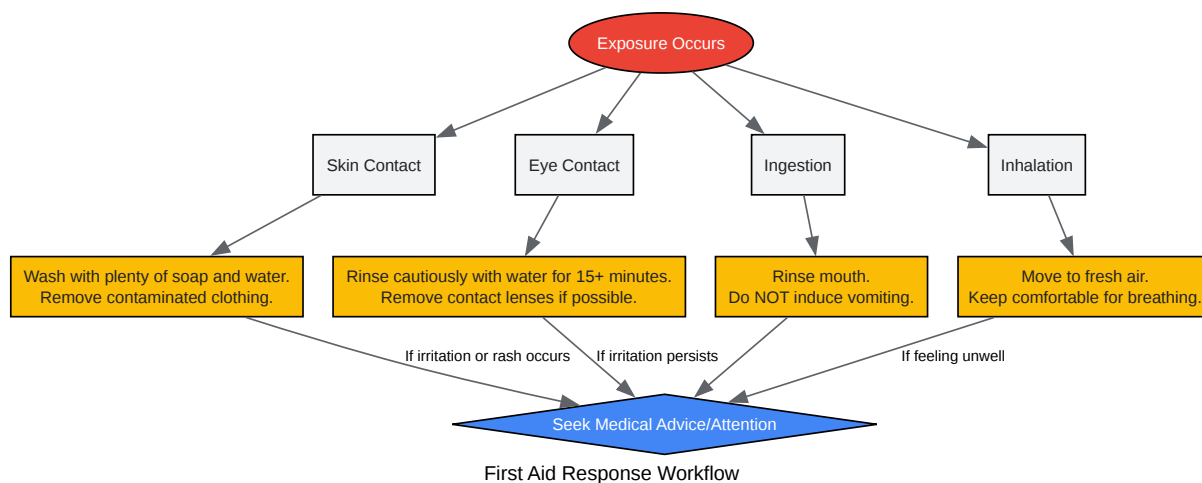 Exposure Occurs
Skin Contact
Eye Contact
Ingestion
Inhalation
Wash with plenty of soap and water.
Remove contaminated clothing.
Rinse cautiously with water for 15+ minutes.
Remove contact lenses if possible.
Rinse mouth.
Do NOT induce vomiting.
Move to fresh air.
Keep comfortable for breathing.
If irritation or rash occurs
If irritation persists
If feeling unwell
Seek Medical Advice/Attention
First Aid Response Workflow